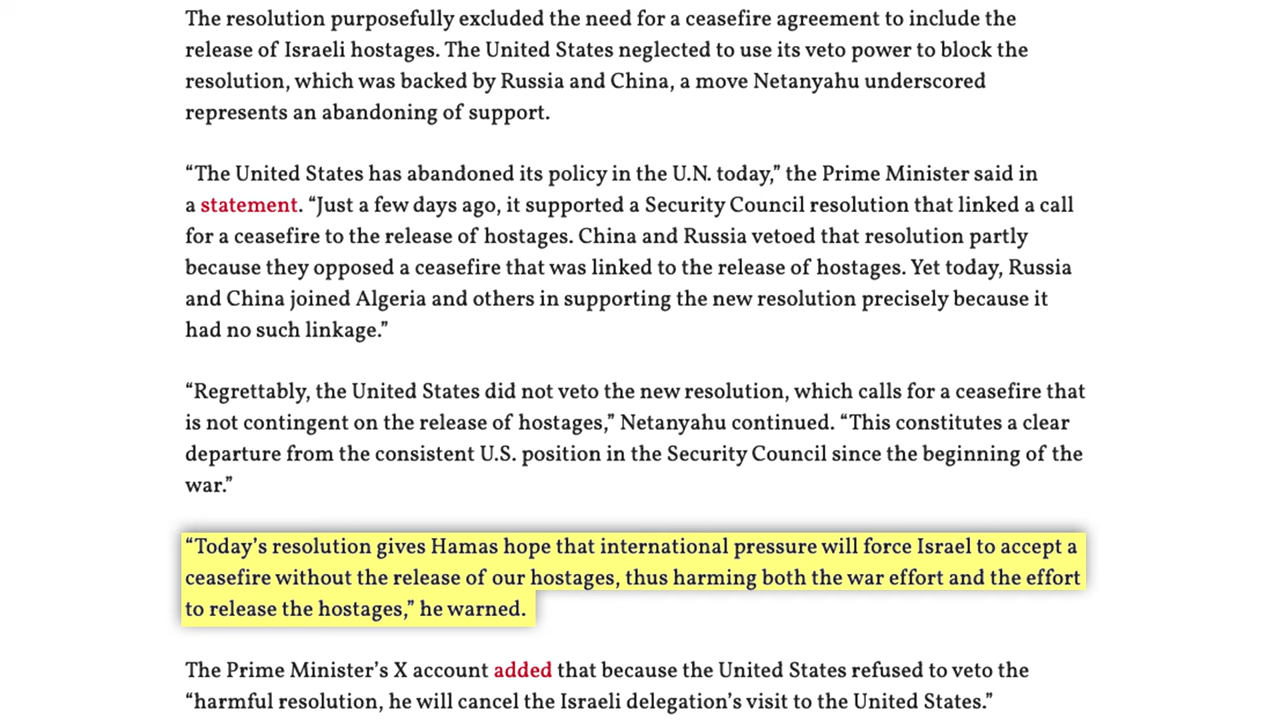 The resolution purposefully excluded the need for a ceasefire agreement to include the
release of Israeli hostages. The United States neglected to use its veto power to block the
resolution, which was backed by Russia and China, a move Netanyahu underscored
represents an abandoning of support.
“The United States has abandoned its policy in the U.N. today,” the Prime Minister said in
a statement. “Just a few days ago, it supported a Security Council resolution that linked a call
for a ceasefire to the release of hostages. China and Russia vetoed that resolution partly
because they opposed a ceasefire that was linked to the release of hostages. Yet today, Russia
and China joined Algeria and others in supporting the new resolution precisely because it
had no such linkage.”
“Regrettably, the United States did not veto the new resolution, which calls for a ceasefire that
is not contingent on the release of hostages,” Netanyahu continued. “This constitutes a clear
departure from the consistent U.S. position in the Security Council since the beginning of the
war.”
“Today’s resolution gives Hamas hope that international pressure will force Israel to accept a
ceasefire without the release of our hostages, thus harming both the war effort and the effort
to release the hostages,” he warned.
The Prime Minister’s X account added that because the United States refused to veto the
“harmful resolution, he will cancel the Israeli delegation’s visit to the United States.”